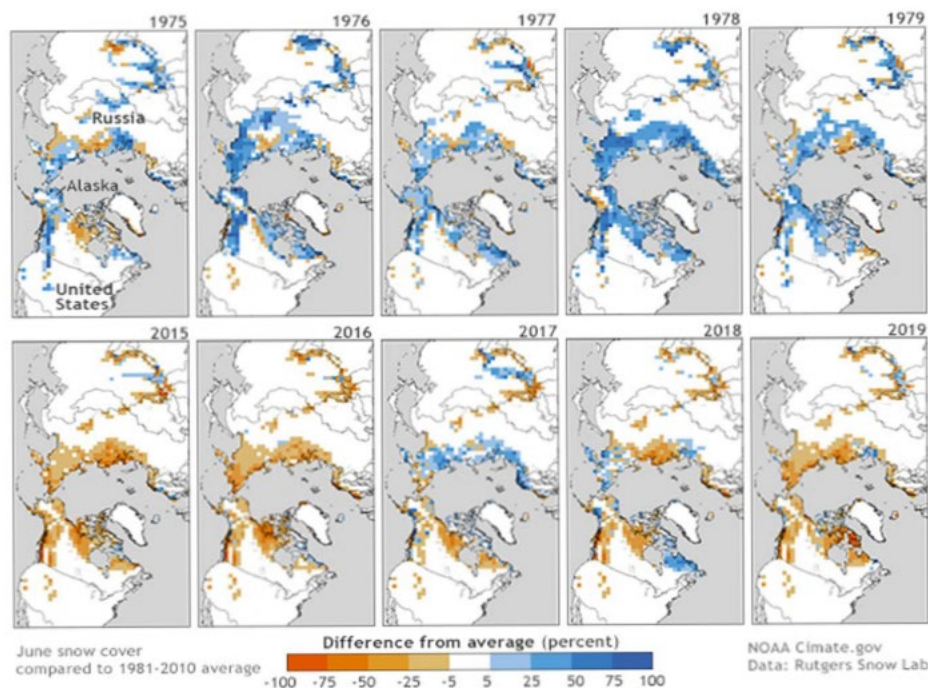 1975
1976
1977
1978
1979
Russia
Alaska
United
States
2015
2016
2017
2018
2019
June snow cover
compared to 1981-2010 average
Difference from average (percent)
-100 -75 -50 -25 -5 5 25 50 75 100
NOAA Cimate.gov
Data: Rutgers Snow Lab